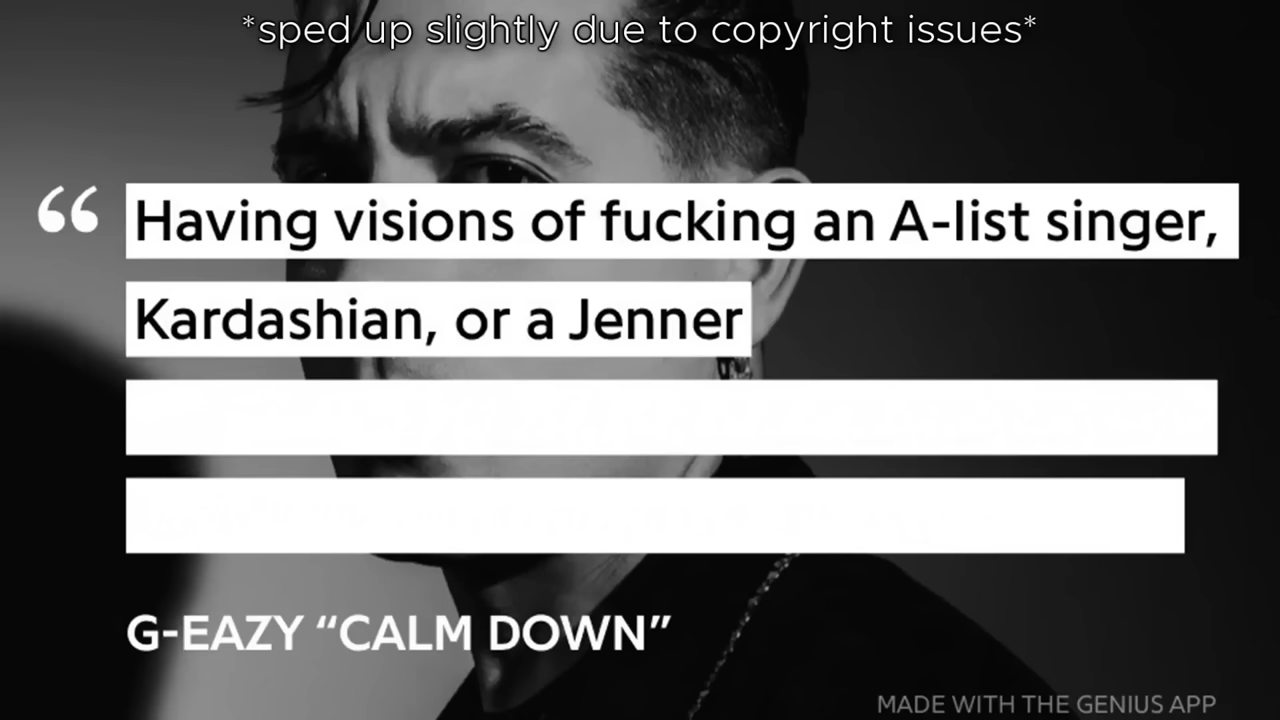 *sped up slightly due to copyright issues*
“ Having visions of fucking an A-list singer,
Kardashian, or a Jenner
G-EAZY “CALM DOWN”
MADE WITH THE GENIUS APP